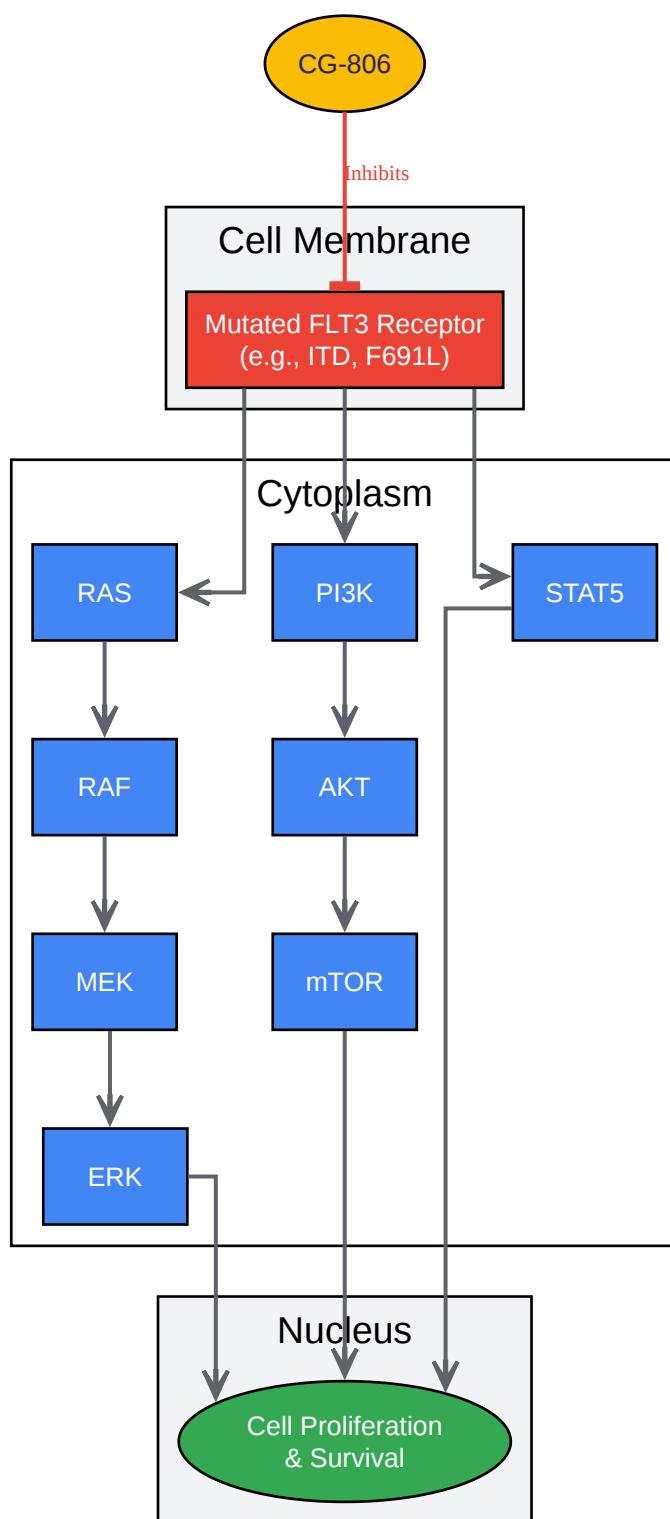 CG-806
Inhibits
Cell Membrane
Mutated FLT3 Receptor
(e.g., ITD, F691L)
Cytoplasm
RAS
PI3K
STAT5
RAF
AKT
MEK
mTOR
ERK
Nucleus
Cell Proliferation
& Survival